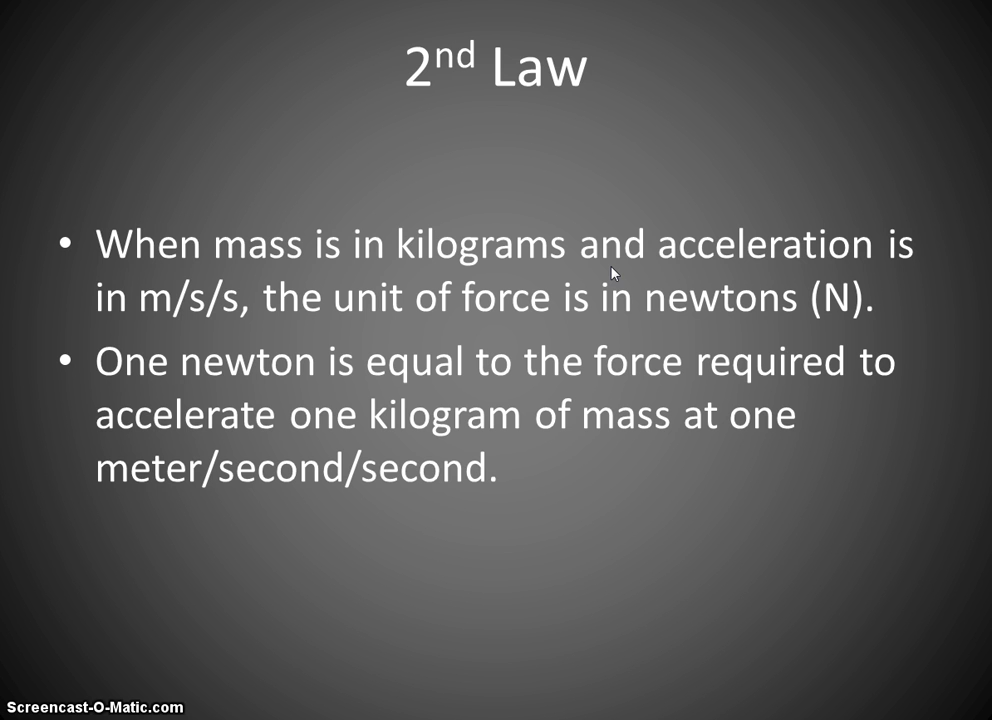 2nd Law
• When mass is in kilograms and acceleration is
in m/s/s, the unit of force is in newtons (N).
• One newton is equal to the force required to
accelerate one kilogram of mass at one
meter/second/second.
Screencast-O-Matic.com